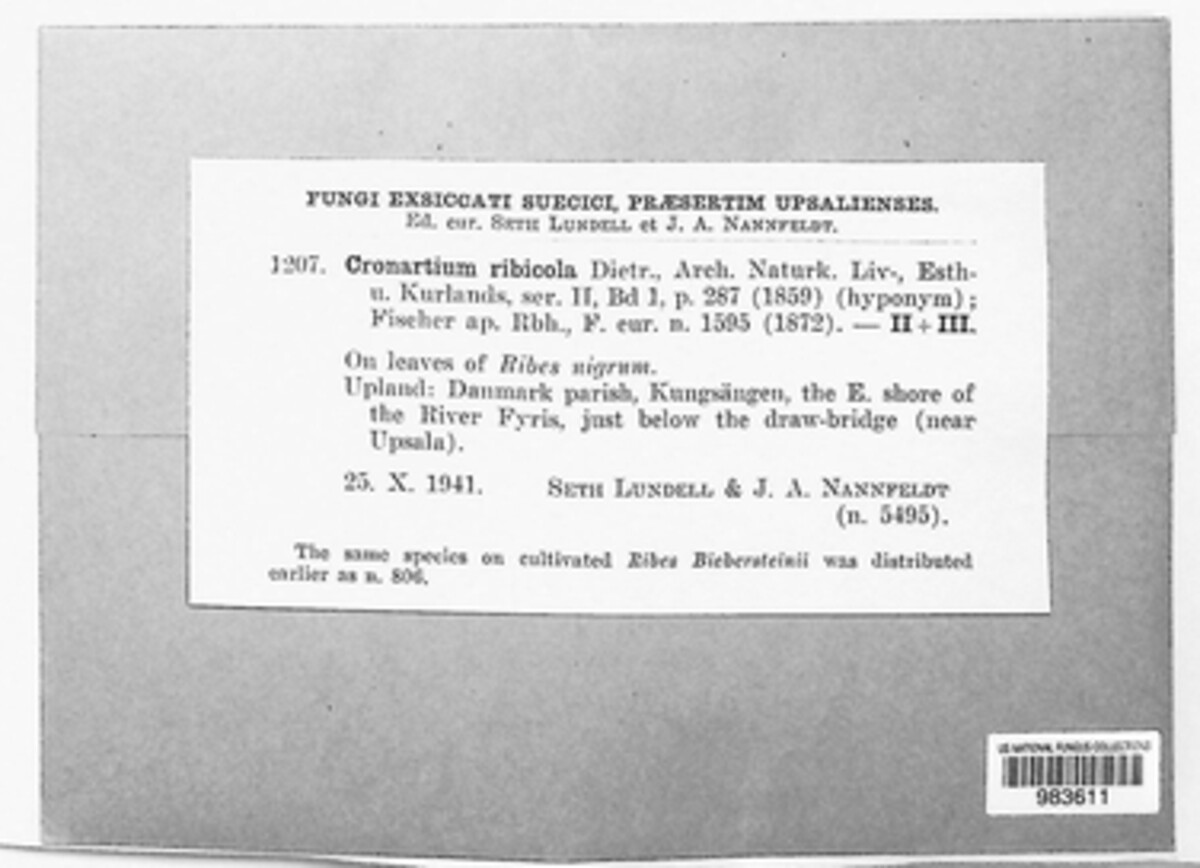 FUNGI EXSICCATI SUECICI, PRÆSERTIM UPSALIENSES.
Ed. cur. SETH LUNDELL et J. A. NANNFELDT.
1207. Cronartium ribicola Dietr., Arch. Naturk. Liv-, Esth-
u. Kurlands, ser. II, Bd 1, p. 287 (1859) (hyponym);
Fischer ap. Rbh., F. eur. n. 1595 (1872). — II + III.
On leaves of Ribes nigrum.
Upland: Danmark parish, Kungsängen, the E. shore of
the River Fyris, just below the draw-bridge (near
Upsala).
25. X. 1941. SETH LUNDELL & J. A. NANNFELDT
(n. 5495).
The same species on cultivated Ribes Biebersteinii was distributed
earlier as n. 806.
US NATIONAL FUNGUS COLLECTIONS
983611